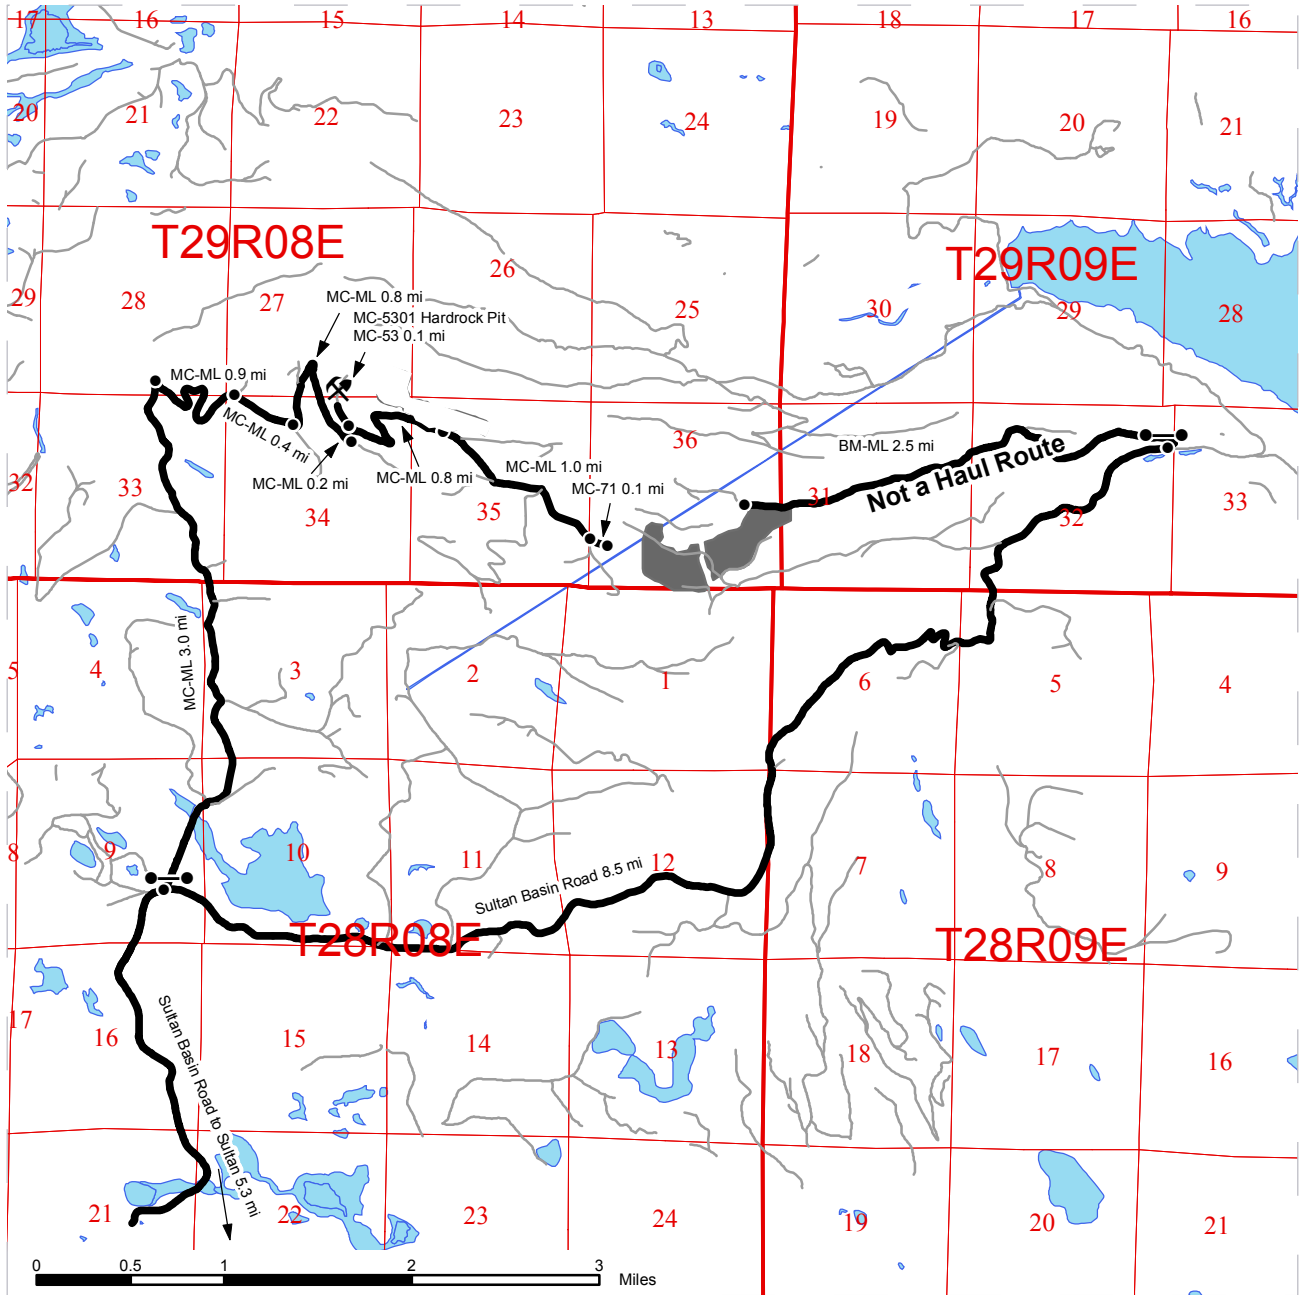 17 16 15 14 13 18 17 16
20 21 22 23 24 19 20 21
T29R08E T29R09E
29 28 27 26 25 30 29 28
MC-ML 0.8 mi
MC-5301 Hardrock Pit
MC-53 0.1 mi
MC-ML 0.9 mi
MC-ML 0.4 mi
MC-ML 0.2 mi
MC-ML 0.8 mi
MC-ML 1.0 mi
MC-71 0.1 mi
BM-ML 2.5 mi
Not a Haul Route
32 33 34 35 36 31 32 33
MC-ML 3.0 mi
5 4 3 2 1 6 5 4
8 9 10 11 12 7 8 9
Sultan Basin Road 8.5 mi
T28R08E T28R09E
17 16 15 14 13 18 17 16
Sultan Basin Road to Sultan 5.3 mi
21 22 23 24 19 20 21
0 0.5 1 2 3 Miles